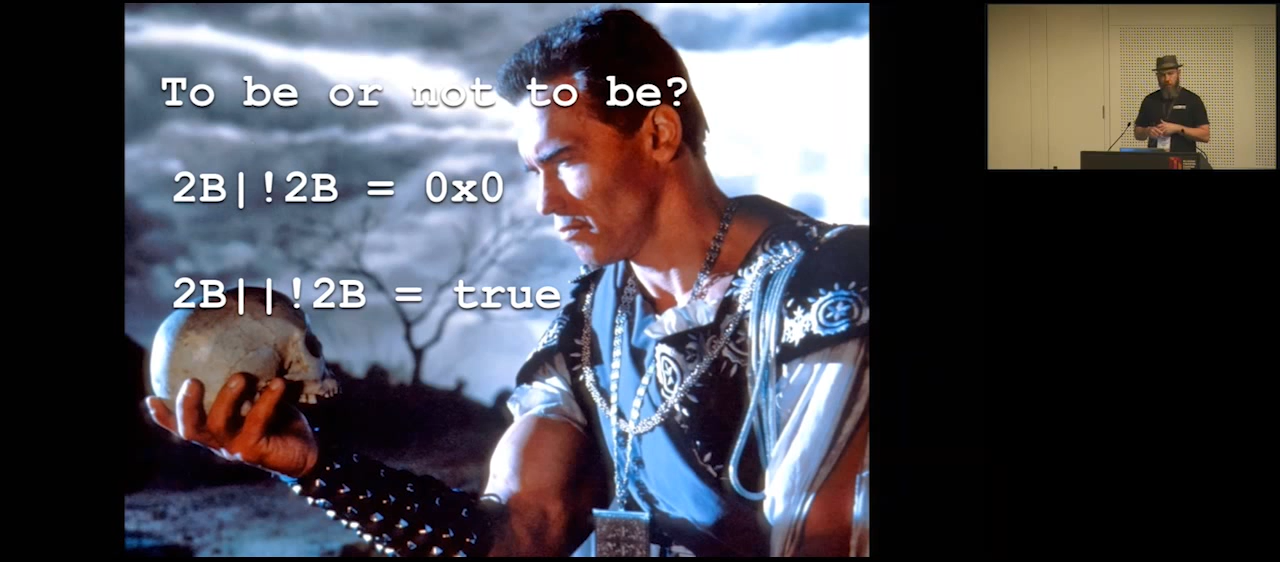 To be or not to be?
2B|!2B = 0x0
2B||!2B = true